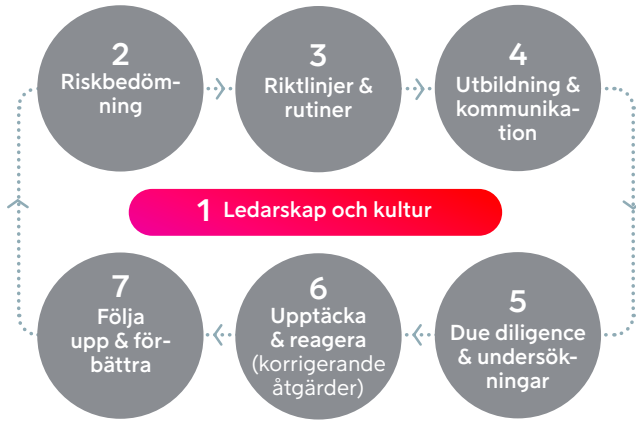 2
Riskbedöm-
ning
3
Riktlinjer &
rutiner
4
Utbildning &
kommunika-
tion
1 Ledarskap och kultur
7
Följa
upp & för-
bättra
6
Upptäcka
& reagera
(korrigerande
åtgärder)
5
Due diligence
& undersök-
ningar